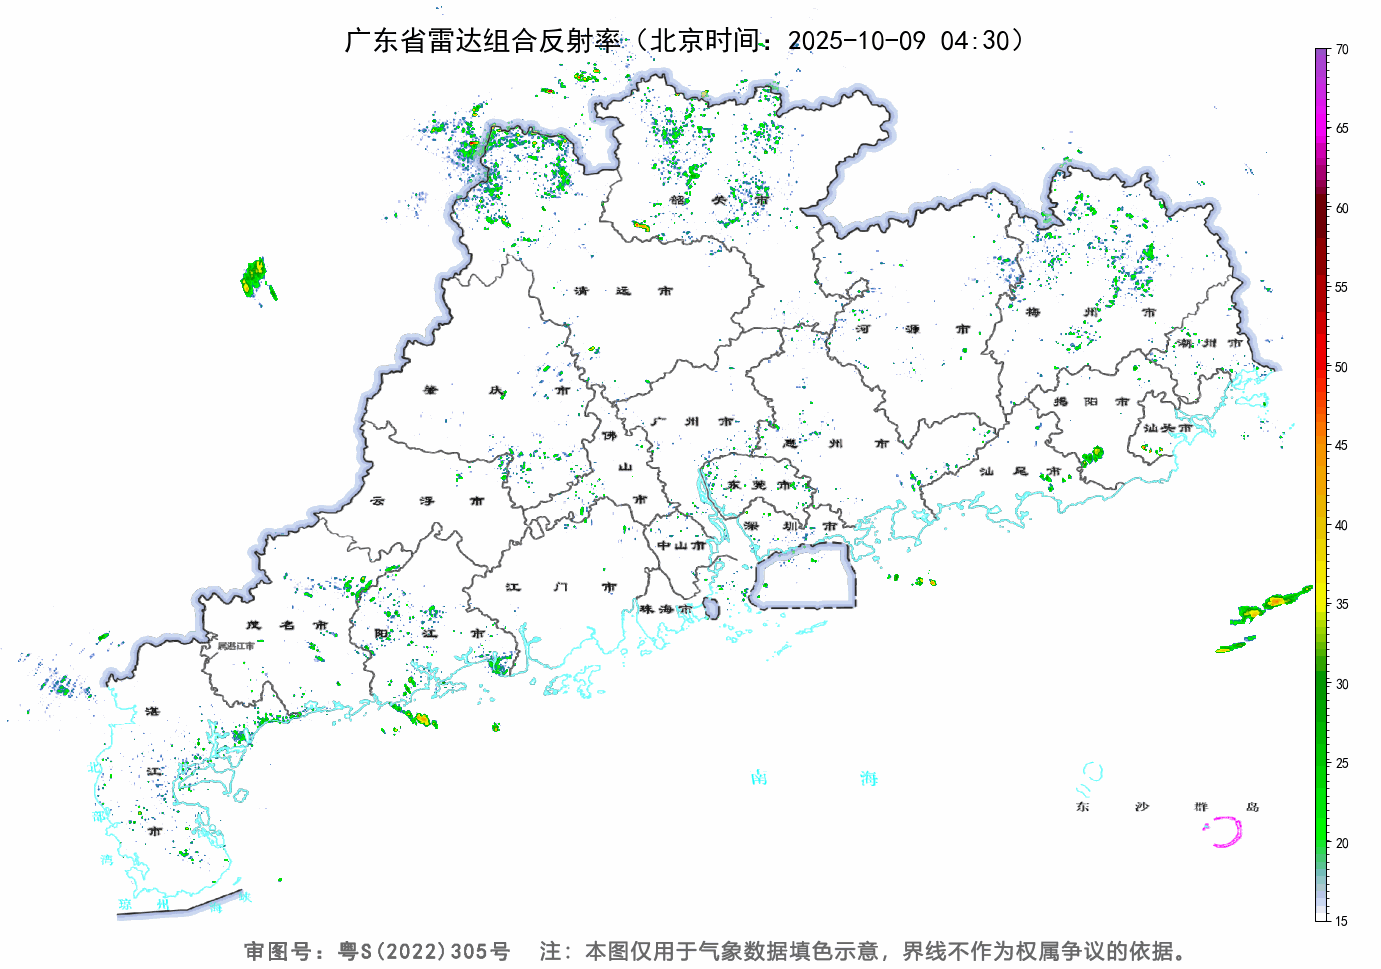 广东省雷达组合反射率（北京时间：2025-10-09 04:30）
70
65
60
55
50
45
40
35
30
25
20
15
韶 关 市
清 远 市
河 源 市
梅 州 市
潮 州 市
肇 庆 市
广 州 市
佛 山 市
惠 州 市
揭 阳 市
汕头市
汕 尾 市
东 莞 市
云 浮 市
深 圳 市
中山市
江 门 市
珠海市
茂 名 市
阳 江 市
属湛江市
湛 江 市
北 部 湾
南 海
东 沙 群 岛
琼 州 海 峡
审图号：粤S(2022)305号 注：本图仅用于气象数据填色示意，界线不作为权属争议的依据。